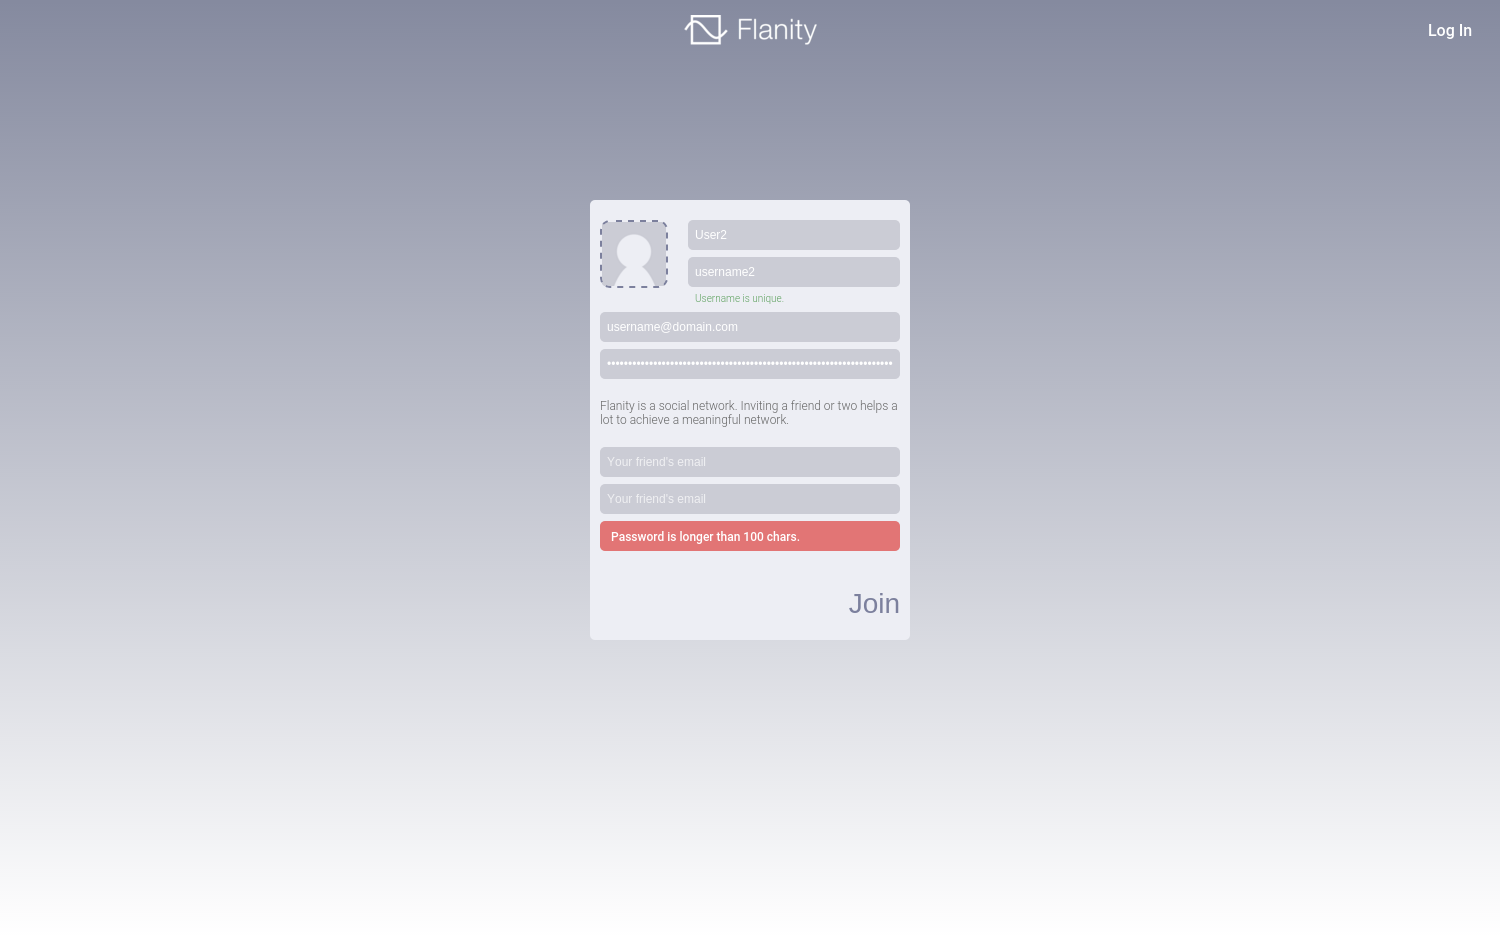 Flanity
Log In
User2
username2
Username is unique.
username@domain.com
Flanity is a social network. Inviting a friend or two helps a
lot to achieve a meaningful network.
Your friend's email
Your friend's email
Password is longer than 100 chars.
Join